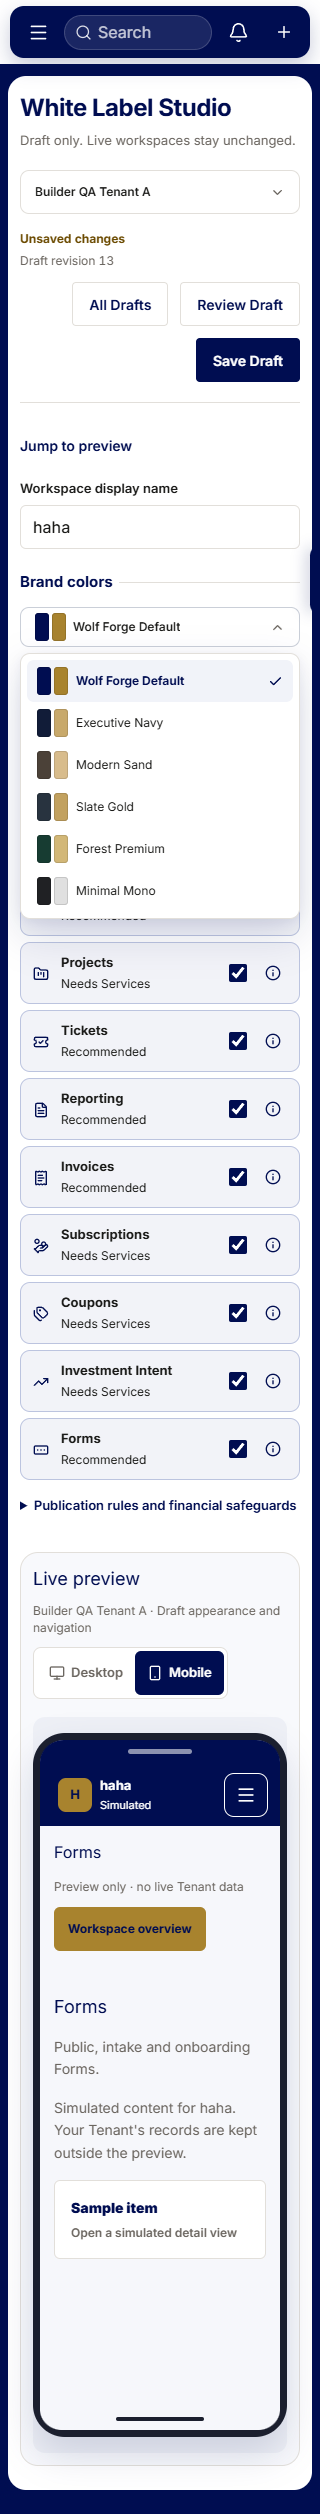 Search
White Label Studio
Draft only. Live workspaces stay unchanged.
Builder QA Tenant A
Unsaved changes
Draft revision 13
All Drafts
Review Draft
Save Draft
Jump to preview
Workspace display name
haha
Brand colors
Wolf Forge Default
Wolf Forge Default
Executive Navy
Modern Sand
Slate Gold
Forest Premium
Minimal Mono
Recommended
Projects
Needs Services
Tickets
Recommended
Reporting
Recommended
Invoices
Recommended
Subscriptions
Needs Services
Coupons
Needs Services
Investment Intent
Needs Services
Forms
Recommended
Publication rules and financial safeguards
Live preview
Builder QA Tenant A · Draft appearance and
navigation
Desktop
Mobile
H
haha
Simulated
Forms
Preview only · no live Tenant data
Workspace overview
Forms
Public, intake and onboarding
Forms.
Simulated content for haha.
Your Tenant's records are kept
outside the preview.
Sample item
Open a simulated detail view